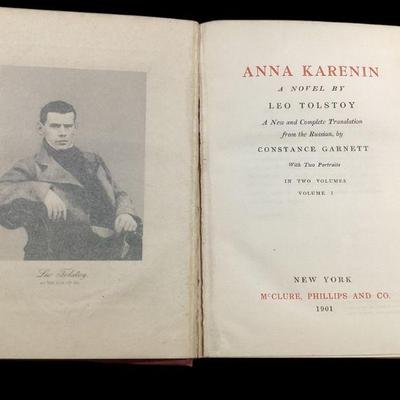 Leo Tolstoy.
ANNA KARENIN
A NOVEL BY
LEO TOLSTOY
A New and Complete Translation
from the Russian, by
CONSTANCE GARNETT
With Two Portraits
IN TWO VOLUMES
VOLUME I
NEW YORK
McCLURE, PHILLIPS AND CO.
1901